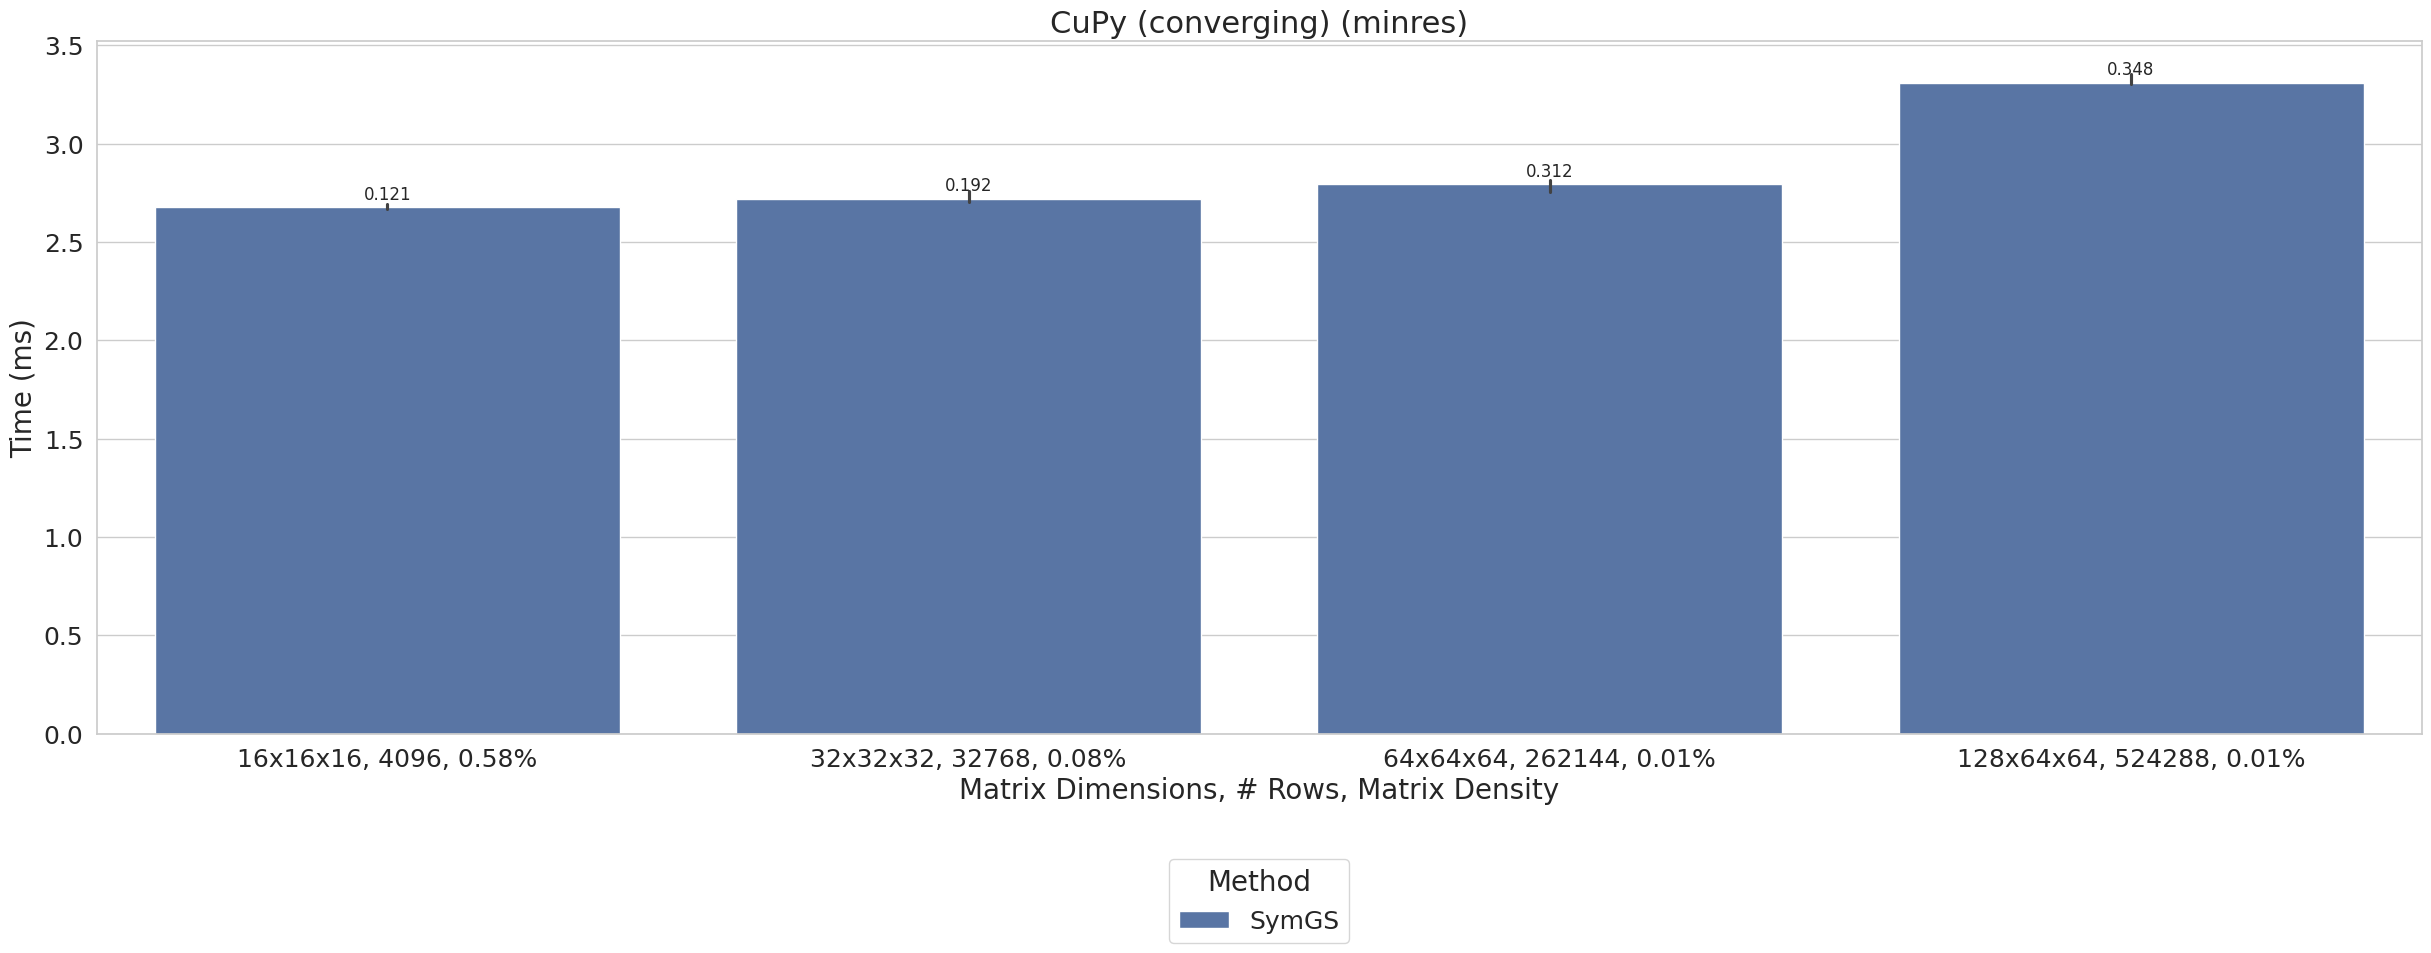 CuPy (converging) (minres)
3.5
3.0
2.5
2.0
1.5
1.0
0.5
0.0
Time (ms)
0.121
0.192
0.312
0.348
16x16x16, 4096, 0.58%
32x32x32, 32768, 0.08%
64x64x64, 262144, 0.01%
128x64x64, 524288, 0.01%
Matrix Dimensions, # Rows, Matrix Density
Method
SymGS